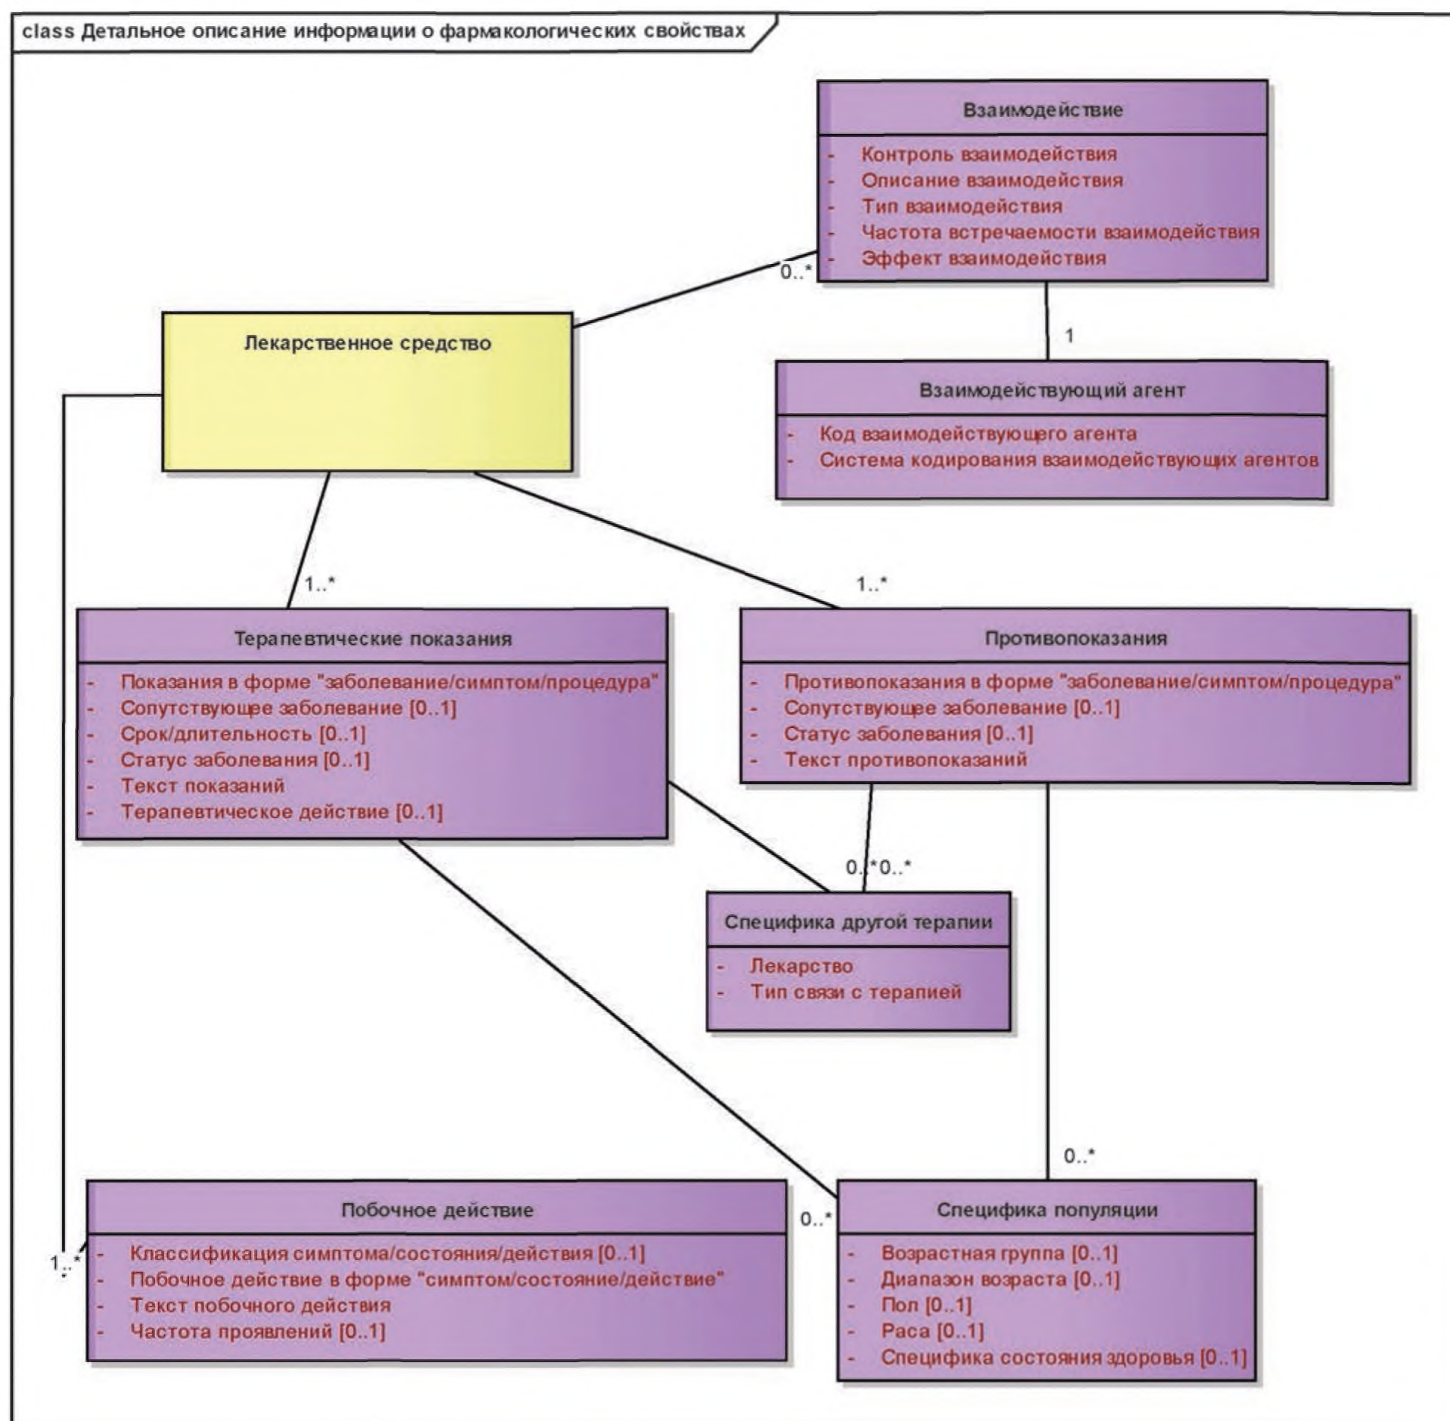 class Детальное описание информации о фармакологических свойствах
Взаимодействие
- Контроль взаимодействия
- Описание взаимодействия
- Тип взаимодействия
- Частота встречаемости взаимодействия
- Эффект взаимодействия
0..*
1
Лекарственное средство
Взаимодействующий агент
- Код взаимодействующего агента
- Система кодирования взаимодействующих агентов
1..*
1..*
Терапевтические показания
- Показания в форме "заболевание/симптом/процедура"
- Сопутствующее заболевание [0..1]
- Срок/длительность [0..1]
- Статус заболевания [0..1]
- Текст показаний
- Терапевтическое действие [0..1]
Противопоказания
- Противопоказания в форме "заболевание/симптом/процедура"
- Сопутствующее заболевание [0..1]
- Статус заболевания [0..1]
- Текст противопоказаний
0..*0..*
Специфика другой терапии
- Лекарство
- Тип связи с терапией
0..*
0..*
1..*
Побочное действие
- Классификация симптома/состояния/действия [0..1]
- Побочное действие в форме "симптом/состояние/действие"
- Текст побочного действия
- Частота проявлений [0..1]
Специфика популяции
- Возрастная группа [0..1]
- Диапазон возраста [0..1]
- Пол [0..1]
- Раса [0..1]
- Специфика состояния здоровья [0..1]